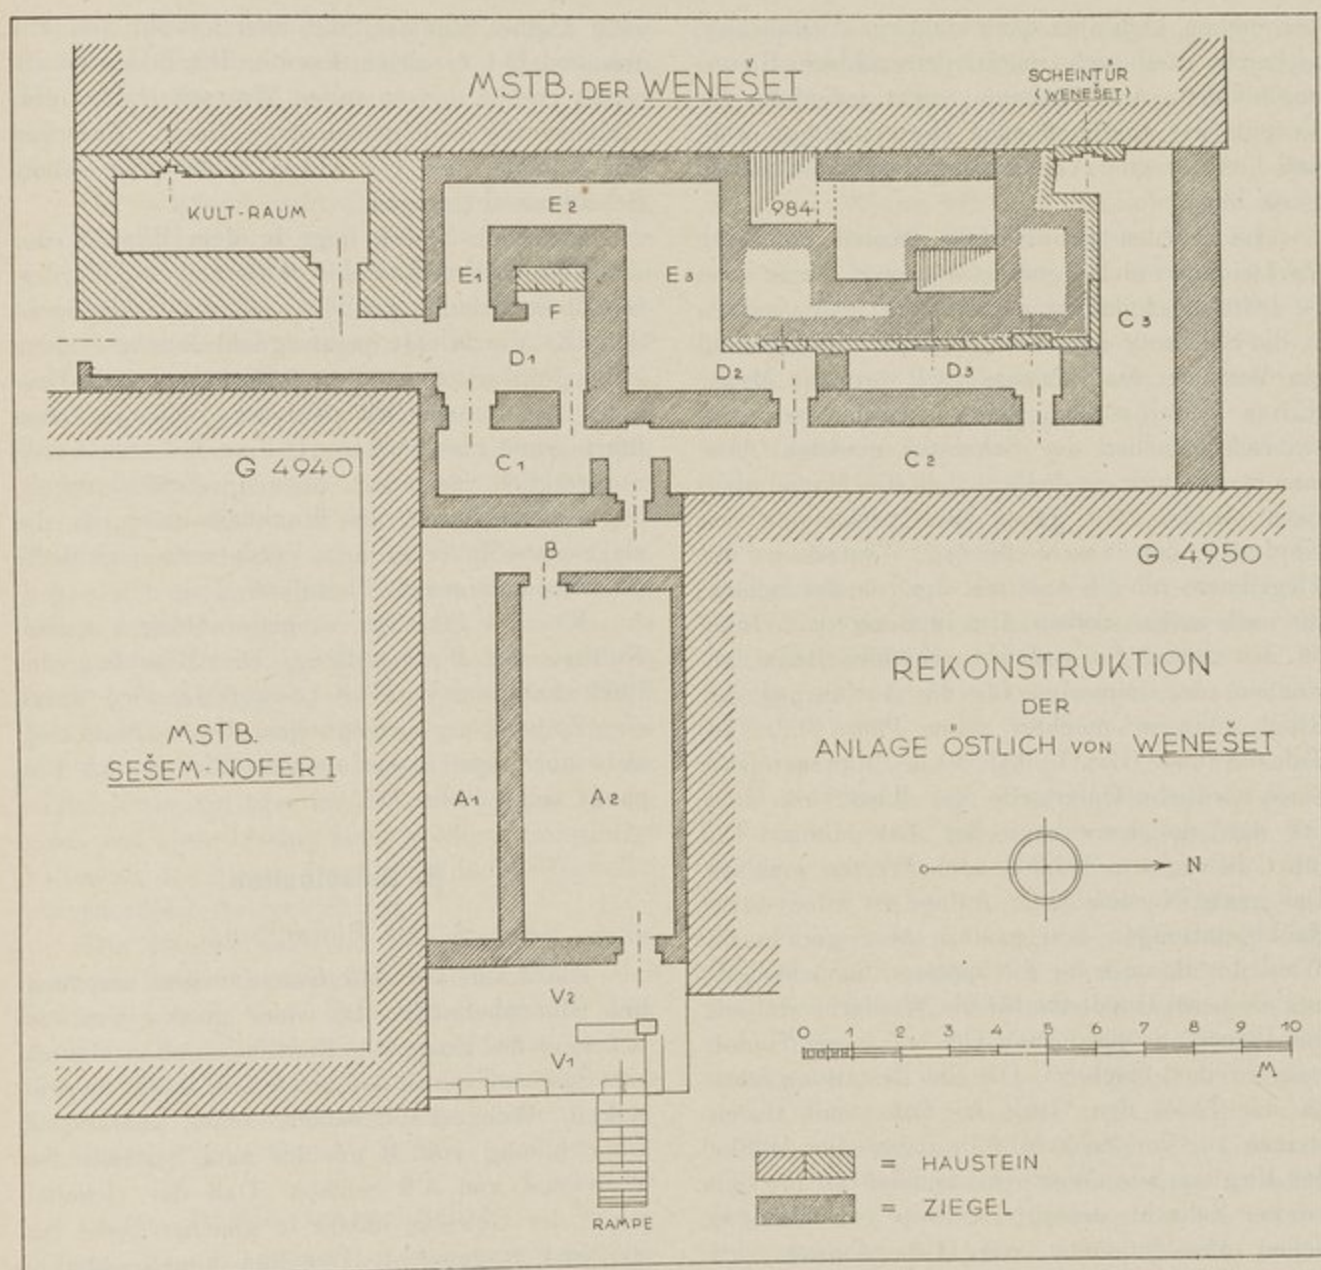 MSTB. DER WENEŠET
SCHEINTÜR
(WENEŠET)
KULT-RAUM
E2
984
E1
E3
F
C3
D1
D2
D3
G 4940
C1
C2
B
G 4950
REKONSTRUKTION
DER
ANLAGE ÖSTLICH VON WENEŠET
MSTB.
SEŠEM-NOFER I
A1
A2
N
V2
V1
0 1 2 3 4 5 6 7 8 9 10
M
= HAUSTEIN
= ZIEGEL
RAMPE